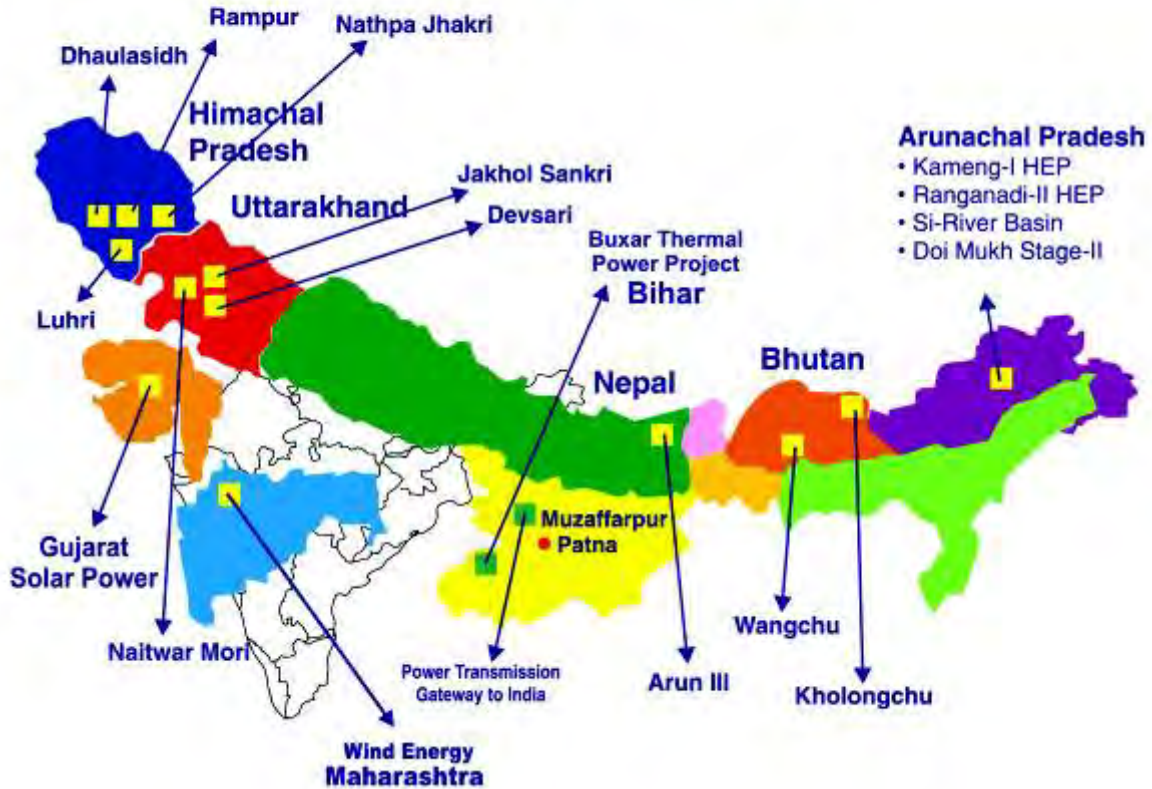 Rampur
Nathpa Jhakri
Dhaulasidh
Himachal
Pradesh
Jakhol Sankri
Uttarakhand
Devsari
Luhri
Buxar Thermal
Power Project
Bihar
Arunachal Pradesh
• Kameng-I HEP
• Ranganadi-II HEP
• Si-River Basin
• Doi Mukh Stage-II
Nepal
Bhutan
Muzaffarpur
Patna
Gujarat
Solar Power
Naitwar Mori
Power Transmission
Gateway to India
Arun III
Wangchu
Kholongchu
Wind Energy
Maharashtra